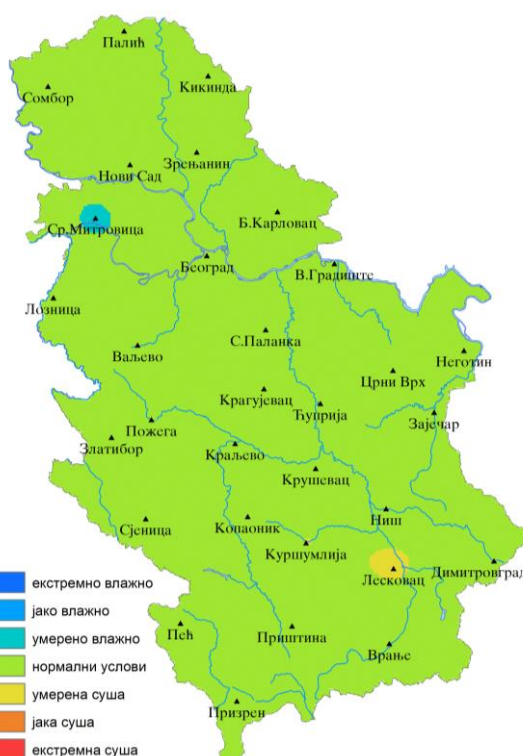 Палић
Кикинда
Сомбор
Зрењанин
Нови Сад
Б.Карловац
Ср.Митровица
Београд
В.Градиште
Лозница
С.Паланка
Ваљево
Неготин
Црни Врх
Крагујевац
Ћуприја
Зајечар
Пожега
Златибор
Краљево
Крушевац
Ниш
Сјеница
Копаоник
Куршумлија
Лесковац
Димитровград
Пећ
Приштина
Врање
Призрен
екстремно влажно
јако влажно
умерено влажно
нормални услови
умерена суша
јака суша
екстремна суша